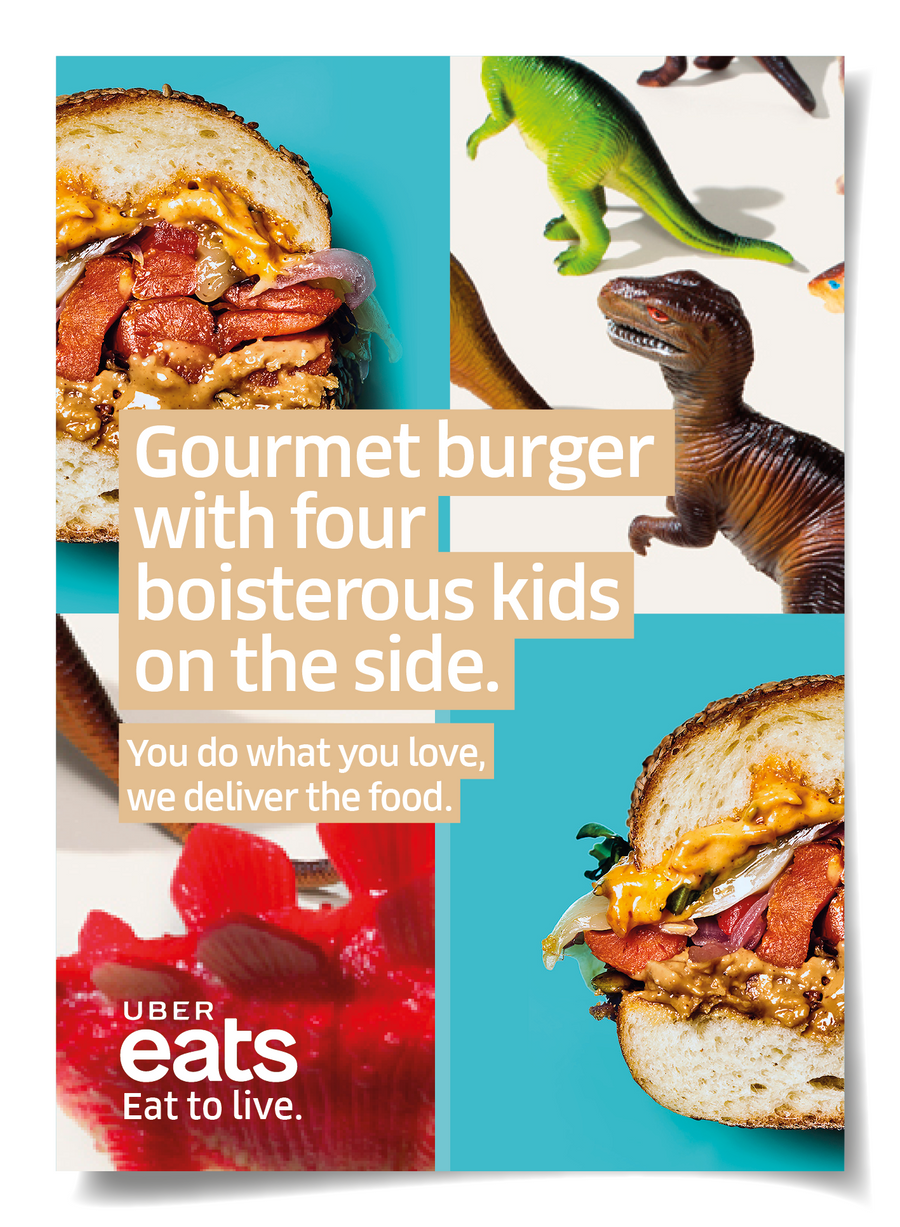 Gourmet burger
with four
boisterous kids
on the side.
You do what you love,
we deliver the food.
UBER
eats
Eat to live.